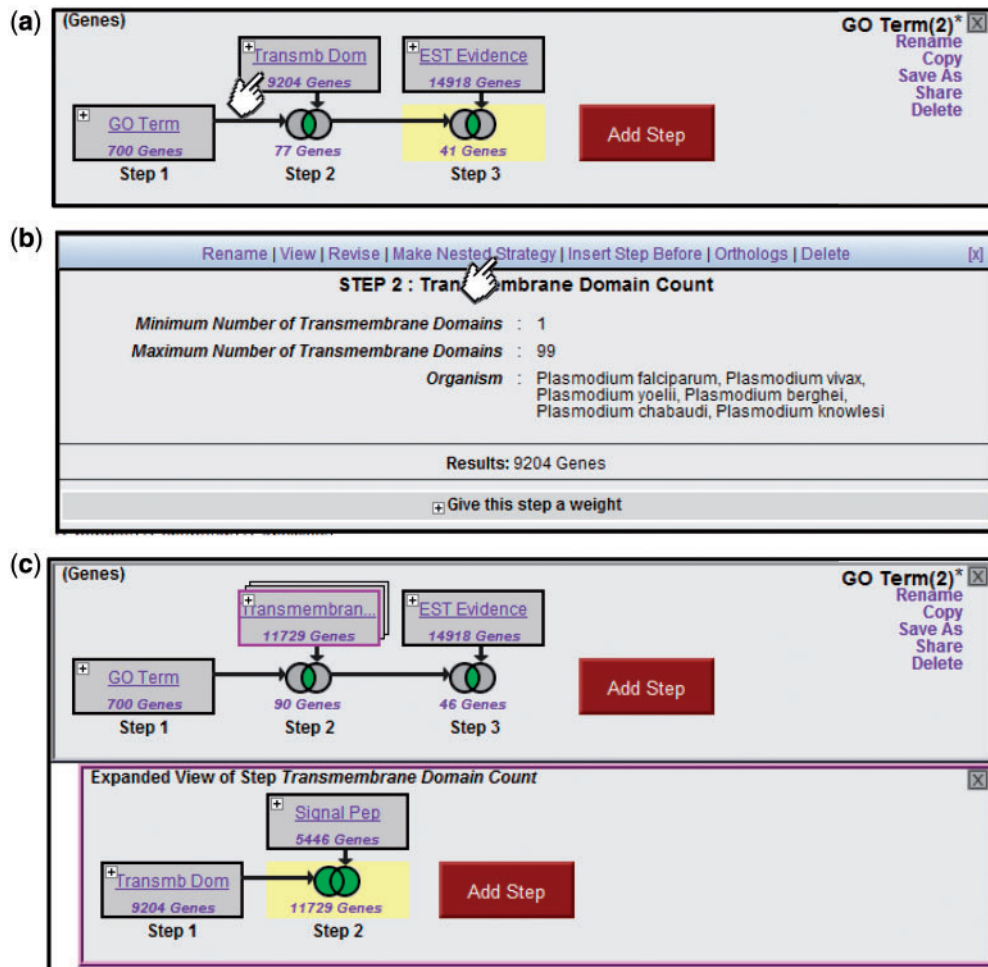 (a)
(Genes)
GO Term(2)* X
Rename
Copy
Save As
Share
Delete
Transmb Dom
9204 Genes
EST Evidence
14918 Genes
GO Term
700 Genes
77 Genes
41 Genes
Add Step
Step 1
Step 2
Step 3
(b)
Rename | View | Revise | Make Nested Strategy | Insert Step Before | Orthologs | Delete [x]
STEP 2 : Transmembrane Domain Count
Minimum Number of Transmembrane Domains : 1
Maximum Number of Transmembrane Domains : 99
Organism : Plasmodium falciparum, Plasmodium vivax,
Plasmodium yoelii, Plasmodium berghei,
Plasmodium chabaudi, Plasmodium knowlesi
Results: 9204 Genes
Give this step a weight
(c)
(Genes)
GO Term(2)* X
Rename
Copy
Save As
Share
Delete
Transmembran...
11729 Genes
EST Evidence
14918 Genes
GO Term
700 Genes
90 Genes
46 Genes
Add Step
Step 1
Step 2
Step 3
Expanded View of Step Transmembrane Domain Count X
Signal Pep
5446 Genes
Transmb Dom
9204 Genes
11729 Genes
Add Step
Step 1
Step 2